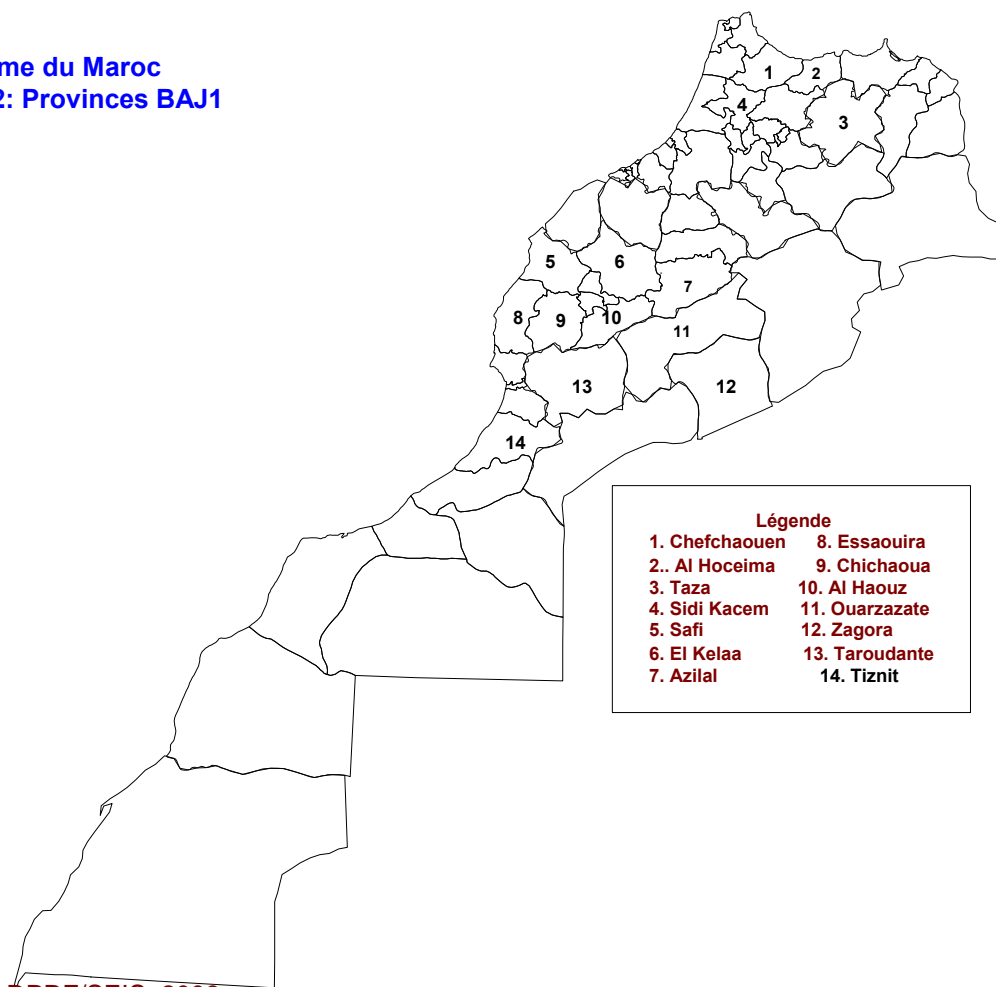 me du Maroc
2: Provinces BAJ1
1
2
3
4
5
6
7
8
9
10
11
12
13
14
Légende
1. Chefchaouen 8. Essaouira
2.. Al Hoceima 9. Chichaoua
3. Taza 10. Al Haouz
4. Sidi Kacem 11. Ouarzazate
5. Safi 12. Zagora
6. El Kelaa 13. Taroudante
7. Azilal 14. Tiznit